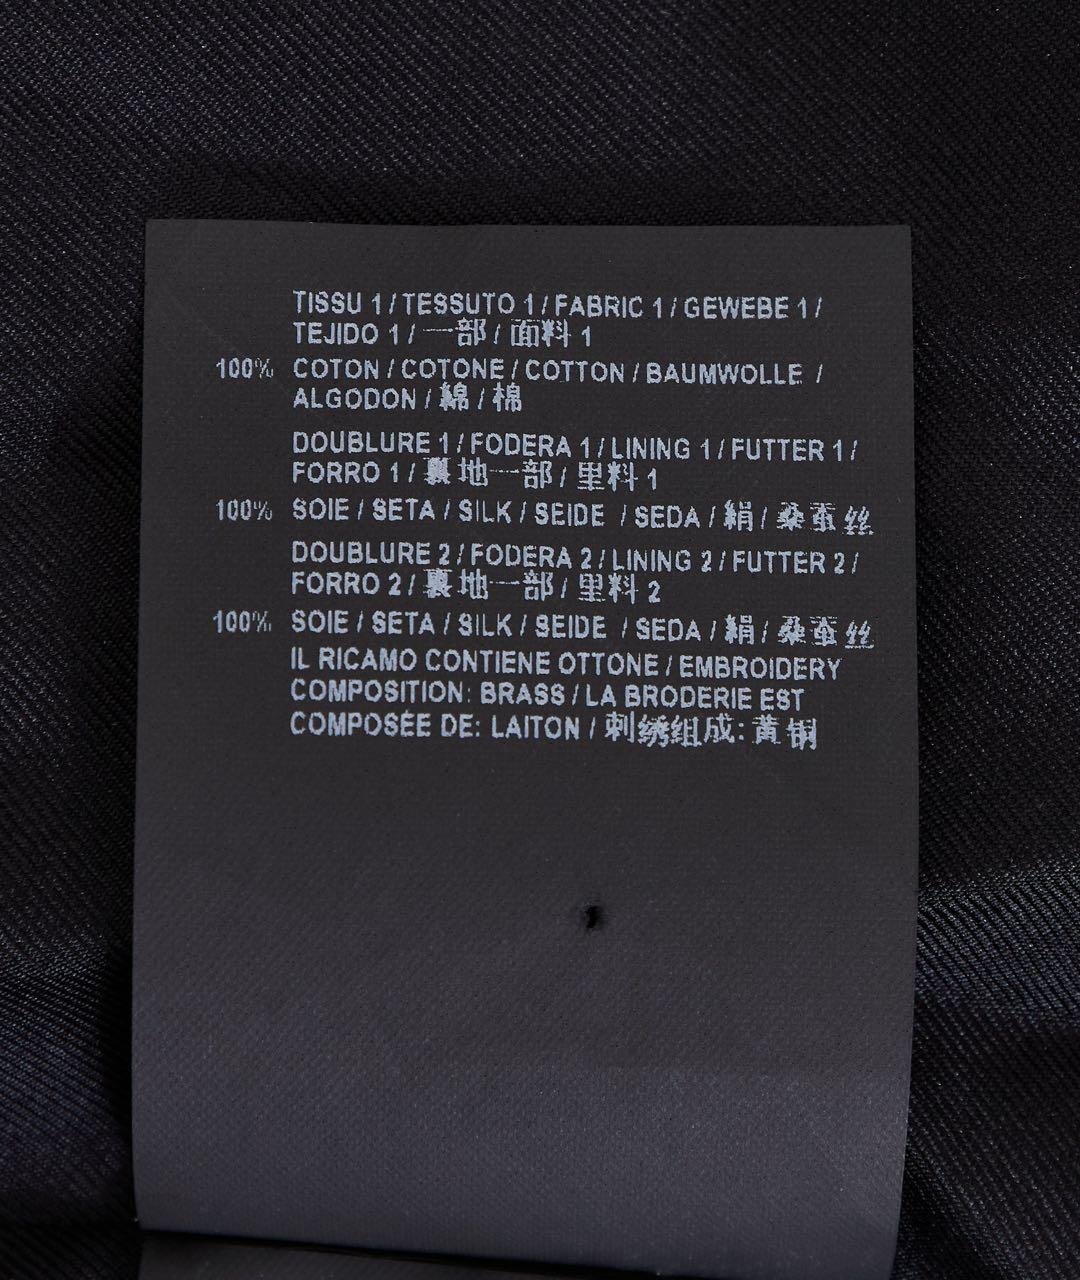 TISSU 1 / TESSUTO 1 / FABRIC 1 / GEWEBE 1 /
TEJIDO 1 / 一部 / 面料 1
100% COTON / COTONE / COTTON / BAUMWOLLE /
ALGODON / 綿 / 棉
DOUBLURE 1 / FODERA 1 / LINING 1 / FUTTER 1 /
FORRO 1 / 裏地一部 / 里料 1
100% SOIE / SETA / SILK / SEIDE / SEDA / 絹 / 桑蚕丝
DOUBLURE 2 / FODERA 2 / LINING 2 / FUTTER 2 /
FORRO 2 / 裏地一部 / 里料 2
100% SOIE / SETA / SILK / SEIDE / SEDA / 絹 / 桑蚕丝
IL RICAMO CONTIENE OTTONE / EMBROIDERY
COMPOSITION: BRASS / LA BRODERIE EST
COMPOSÉE DE: LAITON / 刺绣组成: 黄铜